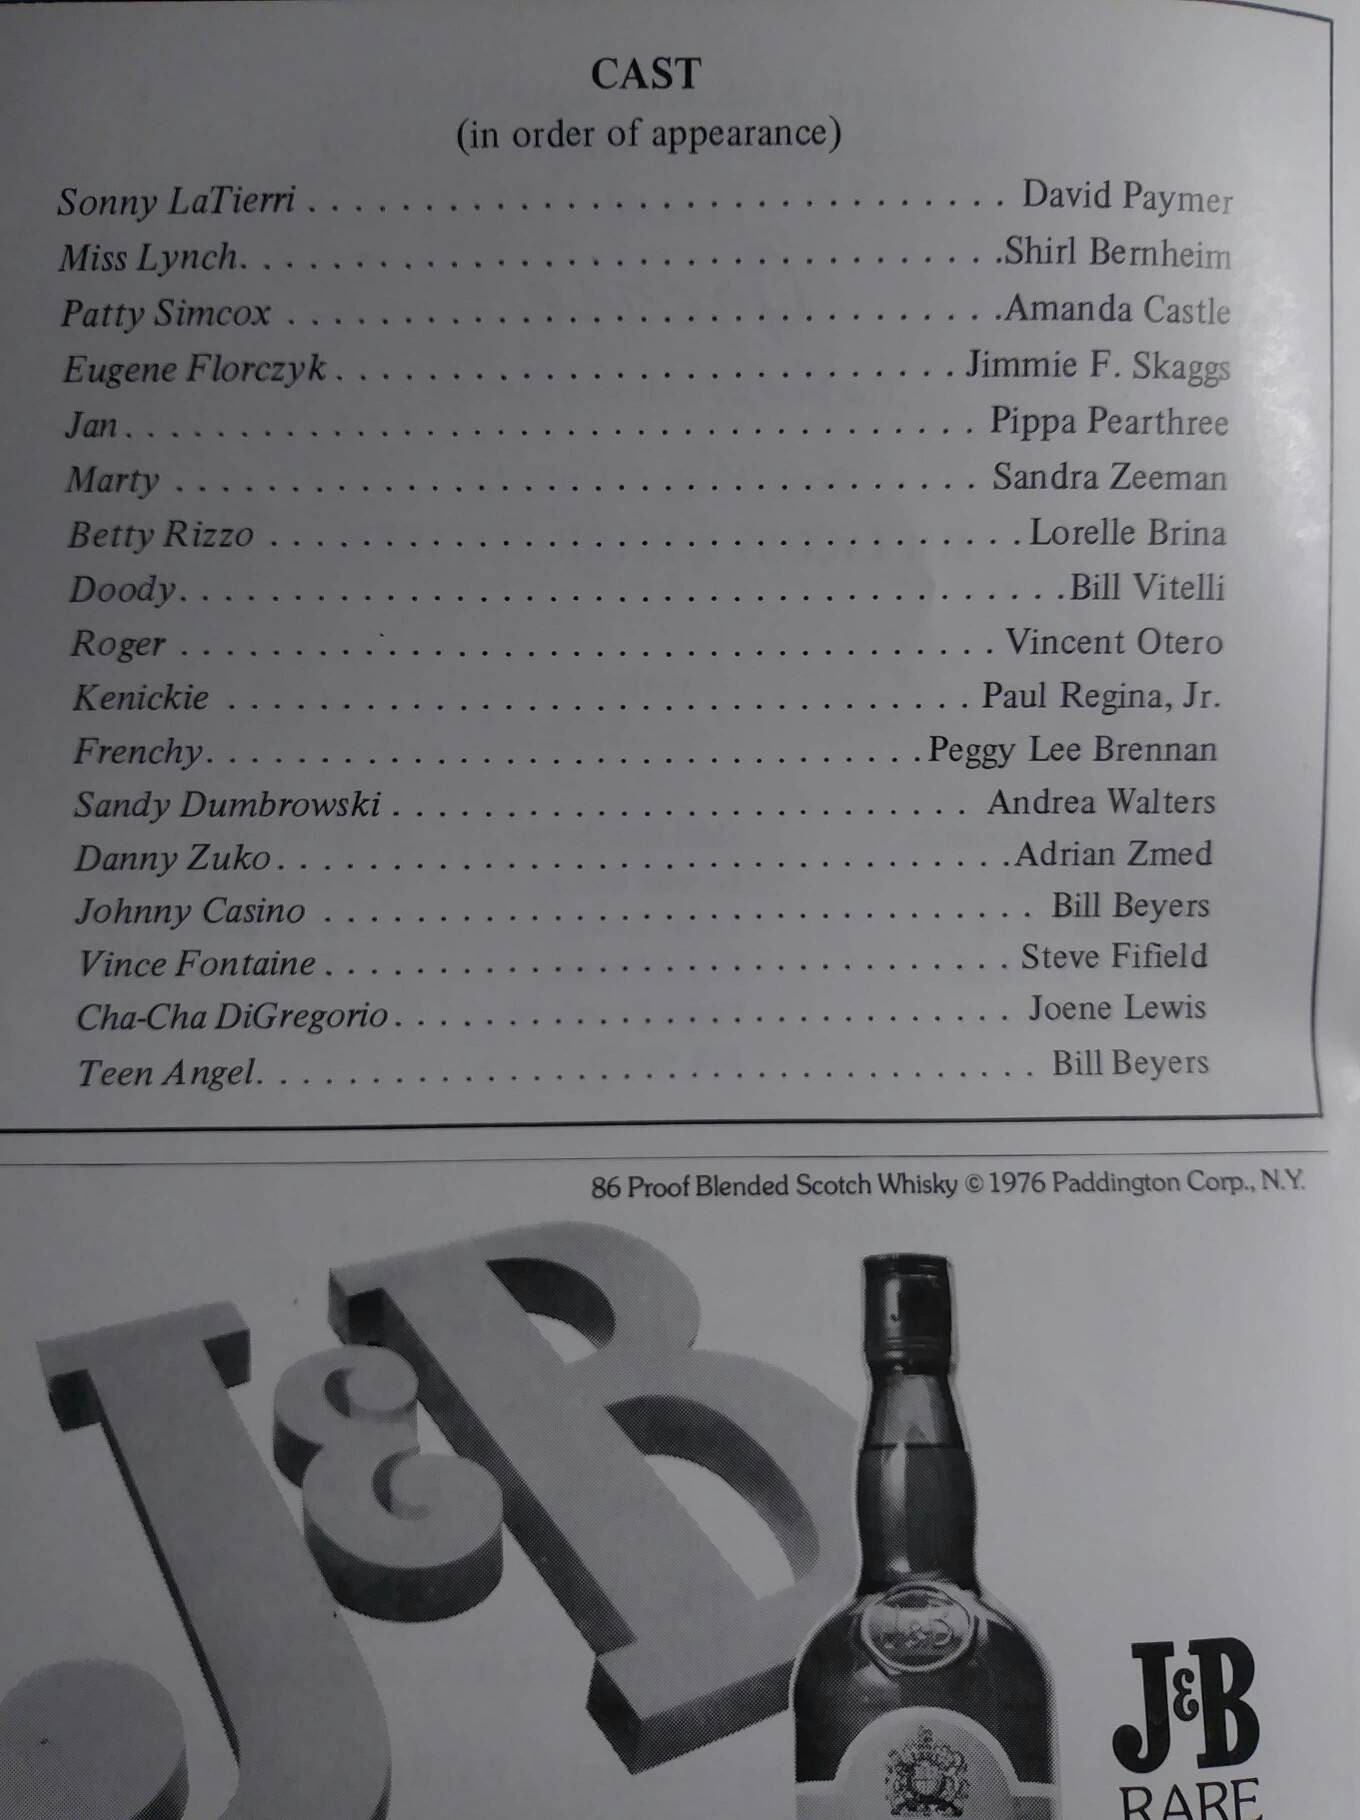 CAST
(in order of appearance)
Sonny LaTierri . . . . . . . . . . . . . . . . . . . . . . . . . . . . . . David Paymer
Miss Lynch. . . . . . . . . . . . . . . . . . . . . . . . . . . . . . . . .Shirl Bernheim
Patty Simcox . . . . . . . . . . . . . . . . . . . . . . . . . . . . . . .Amanda Castle
Eugene Florczyk . . . . . . . . . . . . . . . . . . . . . . . . . . . Jimmie F. Skaggs
Jan. . . . . . . . . . . . . . . . . . . . . . . . . . . . . . . . . . . . . Pippa Pearthree
Marty . . . . . . . . . . . . . . . . . . . . . . . . . . . . . . . . . . . Sandra Zeeman
Betty Rizzo . . . . . . . . . . . . . . . . . . . . . . . . . . . . . . . . . Lorelle Brina
Doody. . . . . . . . . . . . . . . . . . . . . . . . . . . . . . . . . . . . . . .Bill Vitelli
Roger . . . . . . . . . . . . . . . . . . . . . . . . . . . . . . . . . . . Vincent Otero
Kenickie . . . . . . . . . . . . . . . . . . . . . . . . . . . . . . . . Paul Regina, Jr.
Frenchy. . . . . . . . . . . . . . . . . . . . . . . . . . . . . . . .Peggy Lee Brennan
Sandy Dumbrowski . . . . . . . . . . . . . . . . . . . . . . . . . Andrea Walters
Danny Zuko. . . . . . . . . . . . . . . . . . . . . . . . . . . . . . . .Adrian Zmed
Johnny Casino . . . . . . . . . . . . . . . . . . . . . . . . . . . . . . . Bill Beyers
Vince Fontaine . . . . . . . . . . . . . . . . . . . . . . . . . . . . . . Steve Fifield
Cha-Cha DiGregorio. . . . . . . . . . . . . . . . . . . . . . . . . . . Joene Lewis
Teen Angel. . . . . . . . . . . . . . . . . . . . . . . . . . . . . . . . . . Bill Beyers
86 Proof Blended Scotch Whisky © 1976 Paddington Corp., N.Y.
J&B
J&B
J&B
RARE